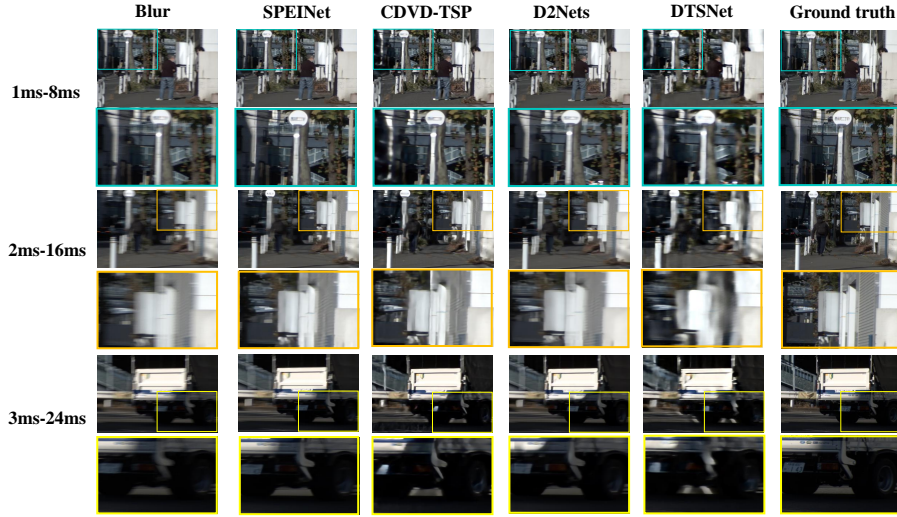 Blur SPEINet CDVD-TSP D2Nets DTSNet Ground truth
1ms-8ms
2ms-16ms
3ms-24ms